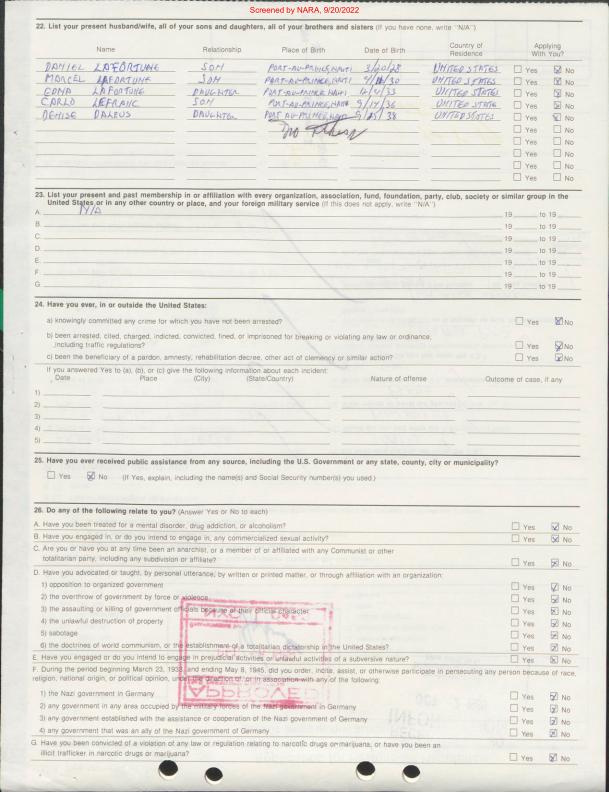 Screened by NARA, 9/20/2022
22. List your present husband/wife, all of your sons and daughters, all of your brothers and sisters (If you have none, write "N/A")
Name Relationship Place of Birth Date of Birth Country of Residence Applying With You?
DANIEL LAFORTUNE SON PORT-AU-PRINCE, HAITI 3/20/28 UNITED STATES Yes No
MARCEL LAFORTUNE SON PORT-AU-PRINCE, HAITI /30 UNITED STATES Yes No
EDNA LAFORTUNE DAUGHTER PORT-AU-PRINCE, HAITI /33 UNITED STATES Yes No
CARLO LEFRANC SON PORT-AU-PRINCE, HAITI 9/14/36 UNITED STATES Yes No
DENISE DALEUS DAUGHTER PORT-AU-PRINCE, HAITI 9/25/38 UNITED STATES Yes No
No Yes No
Yes No
Yes No
Yes No
Yes No
23. List your present and past membership in or affiliation with every organization, association, fund, foundation, party, club, society or similar group in the
United States or in any other country or place, and your foreign military service (If this does not apply, write "N/A")
A. N/A 19 to 19
B. 19 to 19
C. 19 to 19
D. 19 to 19
E. 19 to 19
F. 19 to 19
G. 19 to 19
24. Have you ever, in or outside the United States:
a) knowingly committed any crime for which you have not been arrested? Yes No
b) been arrested, cited, charged, indicted, convicted, fined, or imprisoned for breaking or violating any law or ordinance,
including traffic regulations? Yes No
c) been the beneficiary of a pardon, amnesty, rehabilitation decree, other act of clemency or similar action? Yes No
If you answered Yes to (a), (b), or (c) give the following information about each incident:
Date Place (City) (State/Country) Nature of offense Outcome of case, if any
1)
2)
3)
4)
5)
25. Have you ever received public assistance from any source, including the U.S. Government or any state, county, city or municipality?
Yes No (If Yes, explain, including the name(s) and Social Security number(s) you used.)
26. Do any of the following relate to you? (Answer Yes or No to each)
A. Have you been treated for a mental disorder, drug addiction, or alcoholism? Yes No
B. Have you engaged in, or do you intend to engage in, any commercialized sexual activity? Yes No
C. Are you or have you at any time been an anarchist, or a member of or affiliated with any Communist or other
totalitarian party, including any subdivision or affiliate? Yes No
D. Have you advocated or taught, by personal utterance, by written or printed matter, or through affiliation with an organization:
1) opposition to organized government Yes No
2) the overthrow of government by force or violence Yes No
3) the assaulting or killing of government officials because of their official character Yes No
4) the unlawful destruction of property Yes No
5) sabotage Yes No
6) the doctrines of world communism, or the establishment of a totalitarian dictatorship in the United States? Yes No
E. Have you engaged or do you intend to engage in prejudicial activities or unlawful activities of a subversive nature? Yes No
F. During the period beginning March 23, 1933, and ending May 8, 1945, did you order, incite, assist, or otherwise participate in persecuting any person because of race,
religion, national origin, or political opinion, under the direction of, or in association with any of the following:
1) the Nazi government in Germany Yes No
2) any government in any area occupied by the military forces of the Nazi government in Germany Yes No
APPROVED
3) any government established with the assistance or cooperation of the Nazi government of Germany Yes No
4) any government that was an ally of the Nazi government of Germany Yes No
G. Have you been convicted of a violation of any law or regulation relating to narcotic drugs or marijuana, or have you been an
illicit trafficker in narcotic drugs or marijuana? Yes No